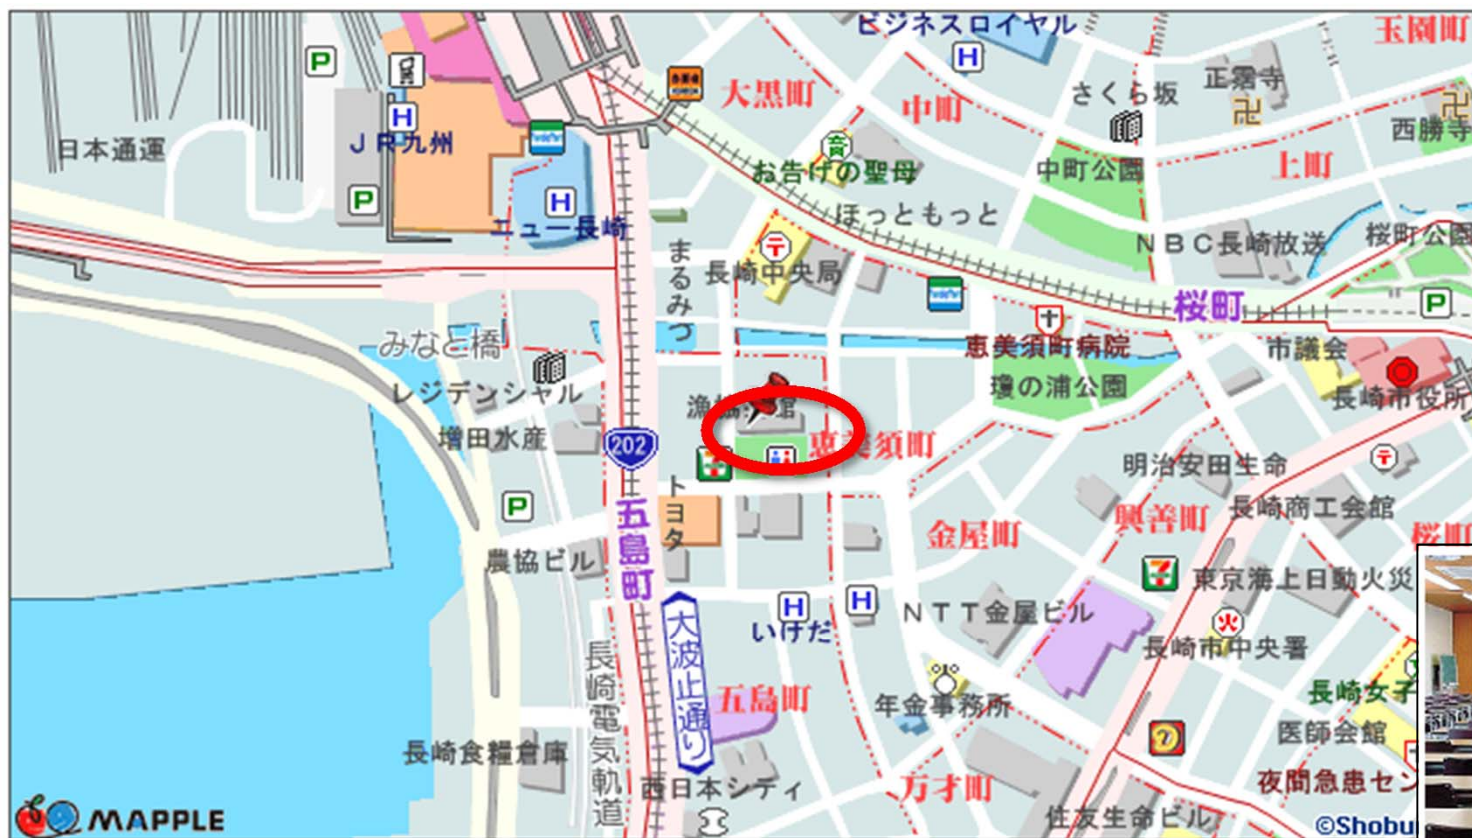 ビジネスロイヤル
H
玉園町
P
大黒町
中町
さくら坂
正覚寺
卍
卍
西勝寺
H
JR九州
日本通運
育
お告げの聖母
中町公園
上町
P
H
ニュー長崎
ほっともっと
〒
長崎中央局
まるみつ
NBC長崎放送
桜町公園
桜町
P
みなと橋
恵美須町病院
市議会
レジデンシャル
瓊の浦公園
長崎市役所
増田水産
202
7
恵美須町
明治安田生命
〒
P
トヨタ
五島町
金屋町
興善町
長崎商工会館
桜町
農協ビル
7
東京海上日動火災
H
いけだ
H
NTT金屋ビル
火
長崎市中央署
大波止通り
長崎電気軌道
五島町
年金事務所
長崎女子
医師会館
長崎食糧倉庫
西日本シティ
万才町
夜間急患セン
住友生命ビル
MAPPLE
©Shobu